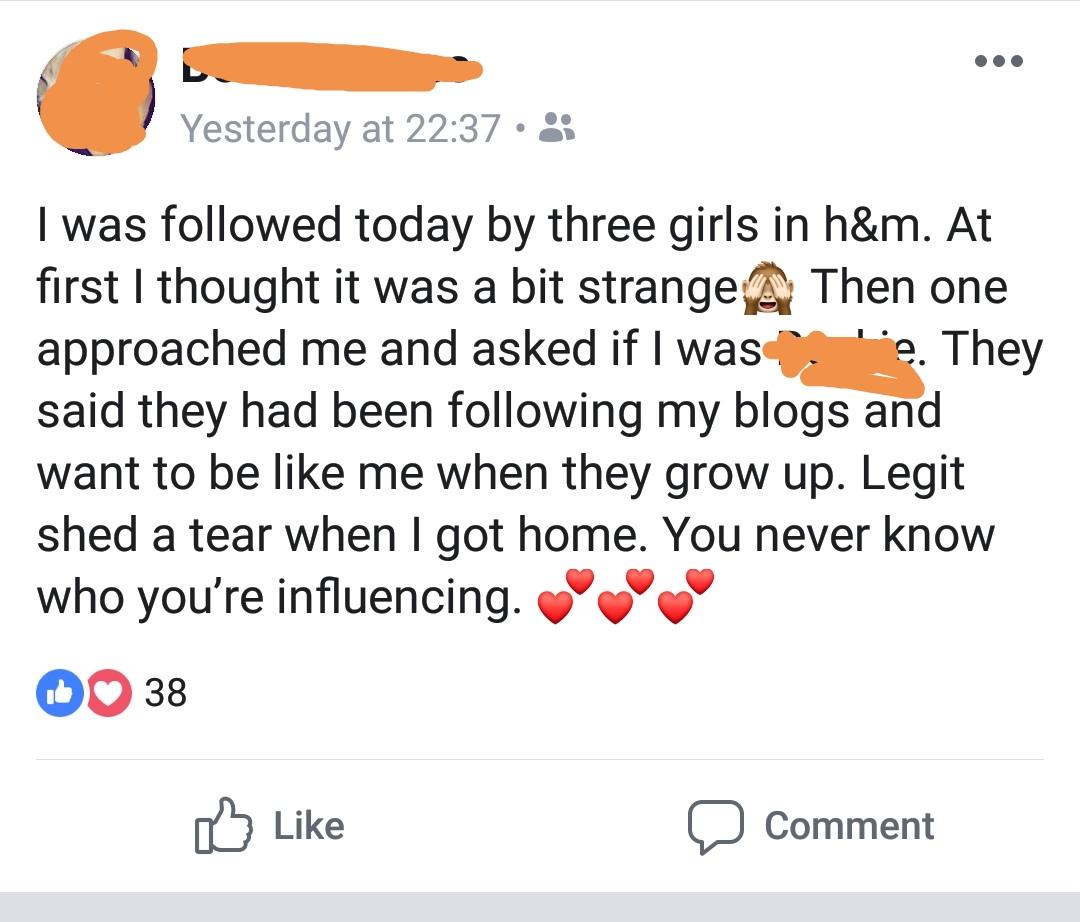 Yesterday at 22:37 •
I was followed today by three girls in h&m. At
first I thought it was a bit strange🙈 Then one
approached me and asked if I was . They
said they had been following my blogs and
want to be like me when they grow up. Legit
shed a tear when I got home. You never know
who you’re influencing. 💕💕💕
38
Like
Comment